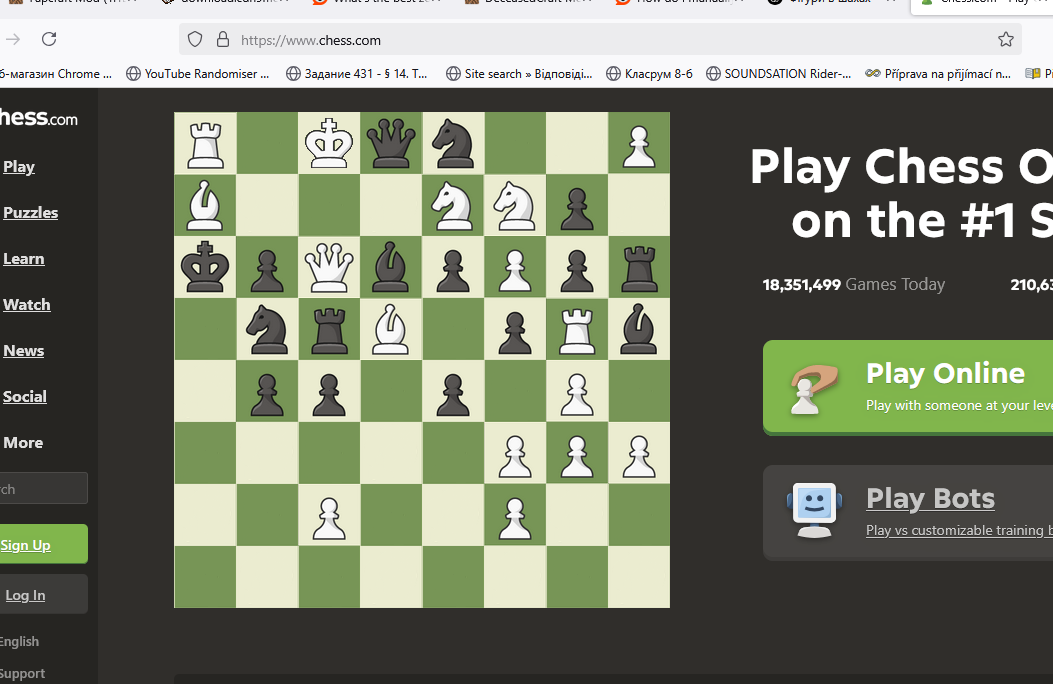 https://www.chess.com
б-магазин Chrome ... YouTube Randomiser ... Задание 431 - § 14. Т... Site search » Відповіді... Класрум 8-б SOUNDSATION Rider-... Příprava na přijímací n...
hess.com
Play
Puzzles
Learn
Watch
News
Social
More
rch
Sign Up
Log In
English
Support
Play Chess O
on the #1 S
18,351,499 Games Today 210,63
Play Online
Play with someone at your leve
Play Bots
Play vs customizable training b